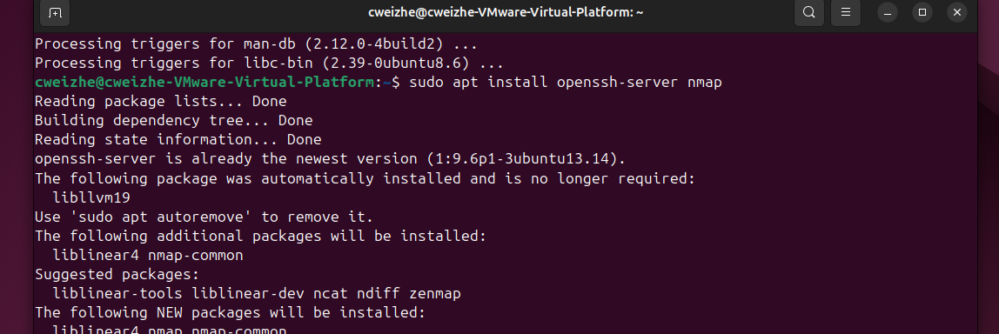 cweizhe@cweizhe-VMware-Virtual-Platform: ~
Processing triggers for man-db (2.12.0-4build2) ...
Processing triggers for libc-bin (2.39-0ubuntu8.6) ...
cweizhe@cweizhe-VMware-Virtual-Platform:~$ sudo apt install openssh-server nmap
Reading package lists... Done
Building dependency tree... Done
Reading state information... Done
openssh-server is already the newest version (1:9.6p1-3ubuntu13.14).
The following package was automatically installed and is no longer required:
  libllvm19
Use 'sudo apt autoremove' to remove it.
The following additional packages will be installed:
  liblinear4 nmap-common
Suggested packages:
  liblinear-tools liblinear-dev ncat ndiff zenmap
The following NEW packages will be installed:
  liblinear4 nmap nmap-common